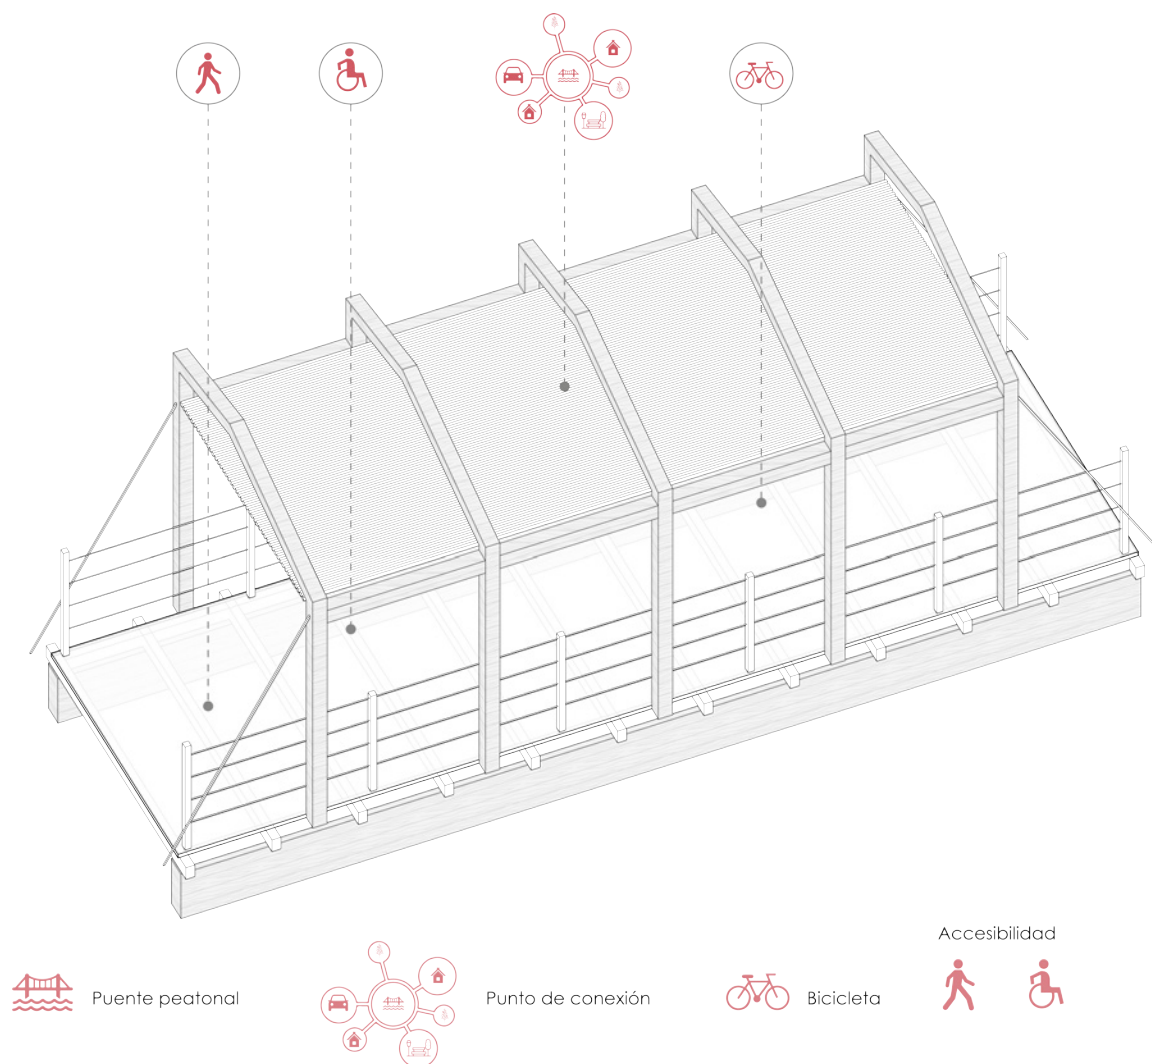 Accesibilidad
Puente peatonal
Punto de conexión
Bicicleta